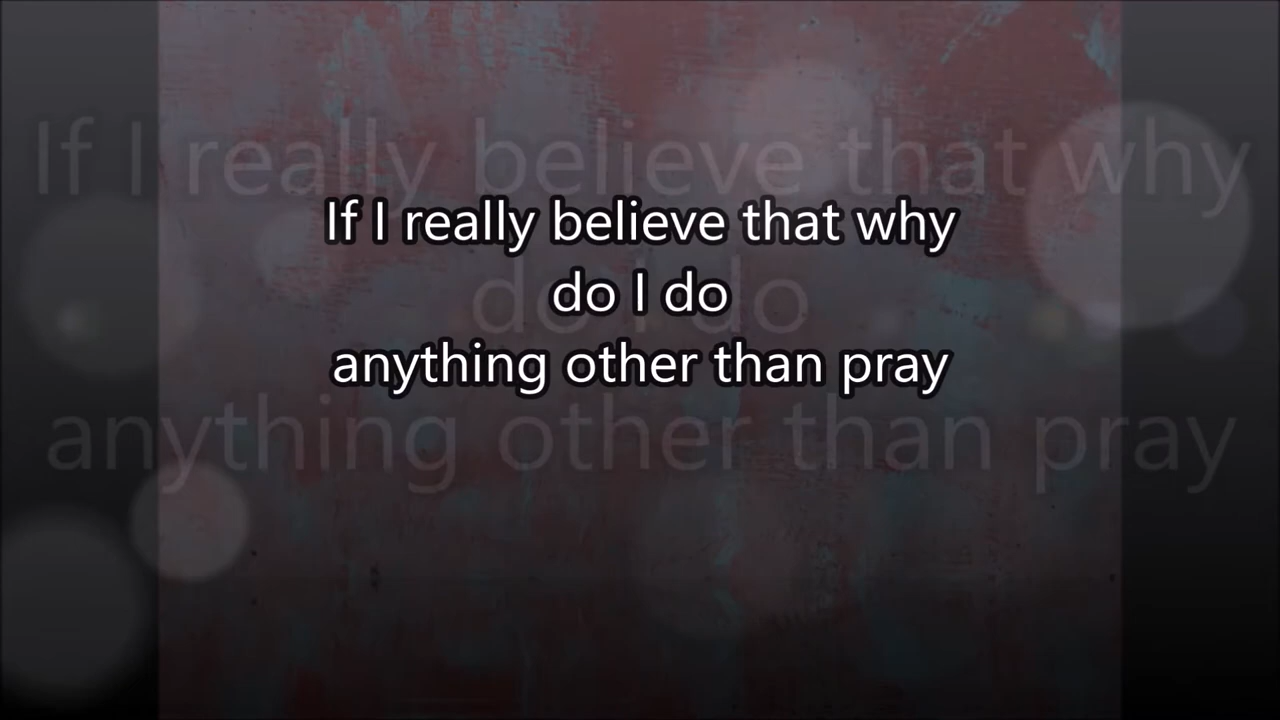 If I really believe that why
do I do
anything other than pray